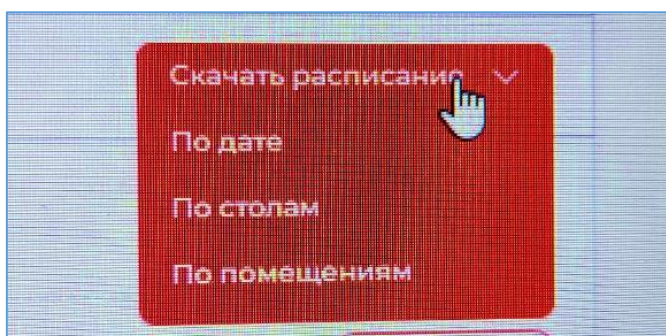 Скачать расписание
По дате
По столам
По помещениям